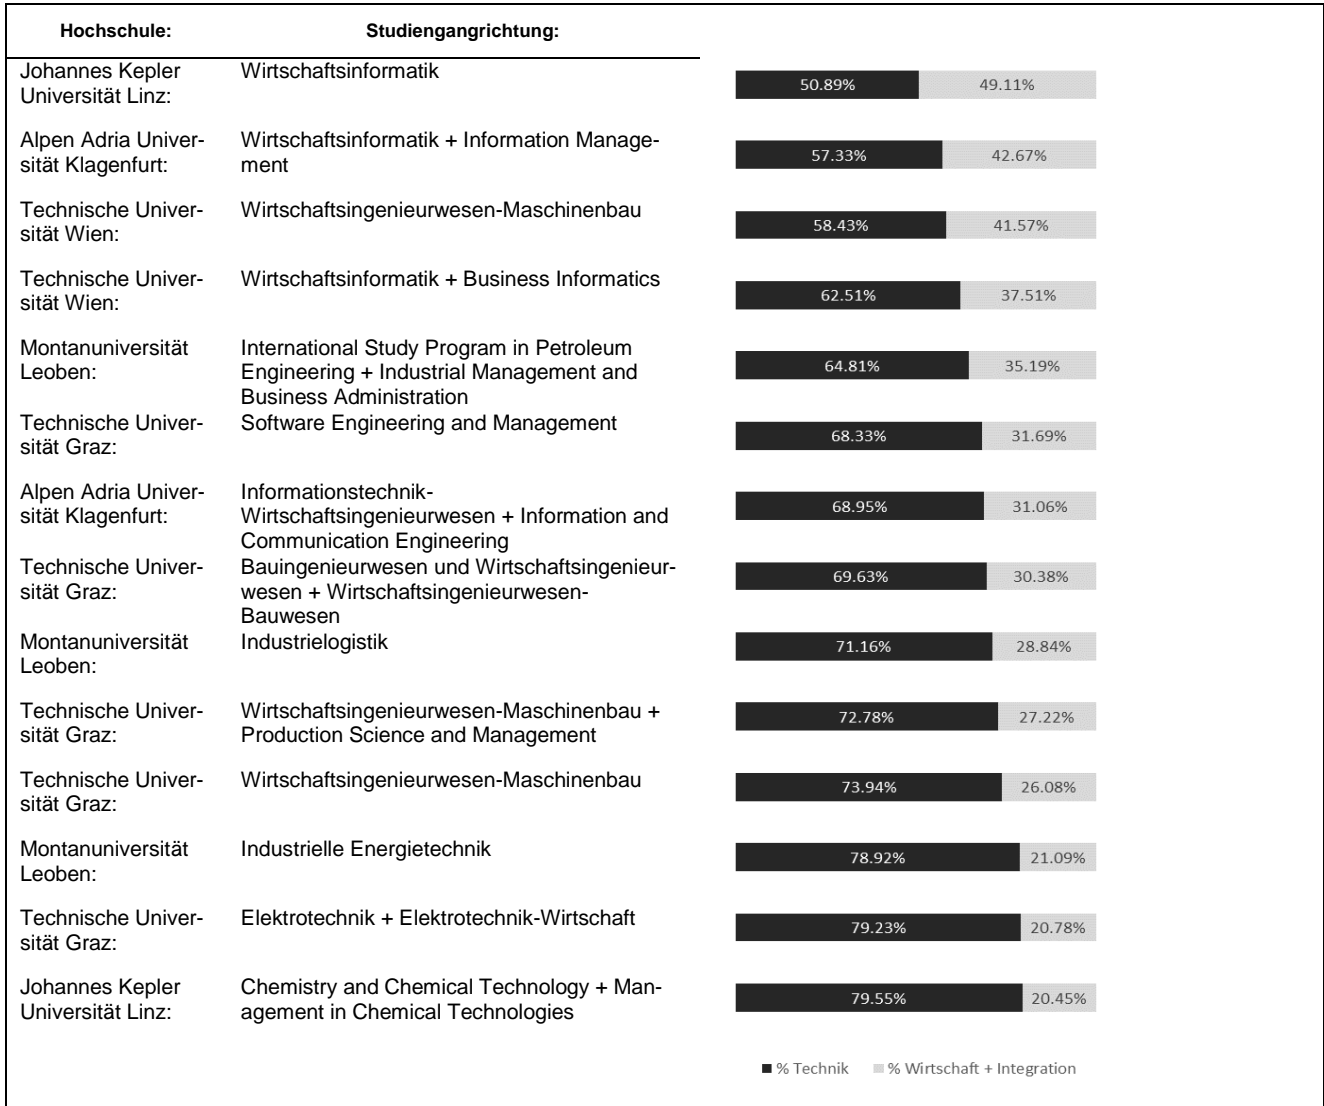 Hochschule: Studiengangrichtung:
Johannes Kepler Wirtschaftsinformatik
Universität Linz:
50.89% 49.11%
Alpen Adria Univer- Wirtschaftsinformatik + Information Manage-
sität Klagenfurt: ment
57.33% 42.67%
Technische Univer- Wirtschaftsingenieurwesen-Maschinenbau
sität Wien:
58.43% 41.57%
Technische Univer- Wirtschaftsinformatik + Business Informatics
sität Wien:
62.51% 37.51%
Montanuniversität International Study Program in Petroleum
Leoben: Engineering + Industrial Management and
Business Administration
64.81% 35.19%
Technische Univer- Software Engineering and Management
sität Graz:
68.33% 31.69%
Alpen Adria Univer- Informationstechnik-
sität Klagenfurt: Wirtschaftsingenieurwesen + Information and
Communication Engineering
68.95% 31.06%
Technische Univer- Bauingenieurwesen und Wirtschaftsingenieur-
sität Graz: wesen + Wirtschaftsingenieurwesen-
Bauwesen
69.63% 30.38%
Montanuniversität Industrielogistik
Leoben:
71.16% 28.84%
Technische Univer- Wirtschaftsingenieurwesen-Maschinenbau +
sität Graz: Production Science and Management
72.78% 27.22%
Technische Univer- Wirtschaftsingenieurwesen-Maschinenbau
sität Graz:
73.94% 26.08%
Montanuniversität Industrielle Energietechnik
Leoben:
78.92% 21.09%
Technische Univer- Elektrotechnik + Elektrotechnik-Wirtschaft
sität Graz:
79.23% 20.78%
Johannes Kepler Chemistry and Chemical Technology + Man-
Universität Linz: agement in Chemical Technologies
79.55% 20.45%
% Technik % Wirtschaft + Integration